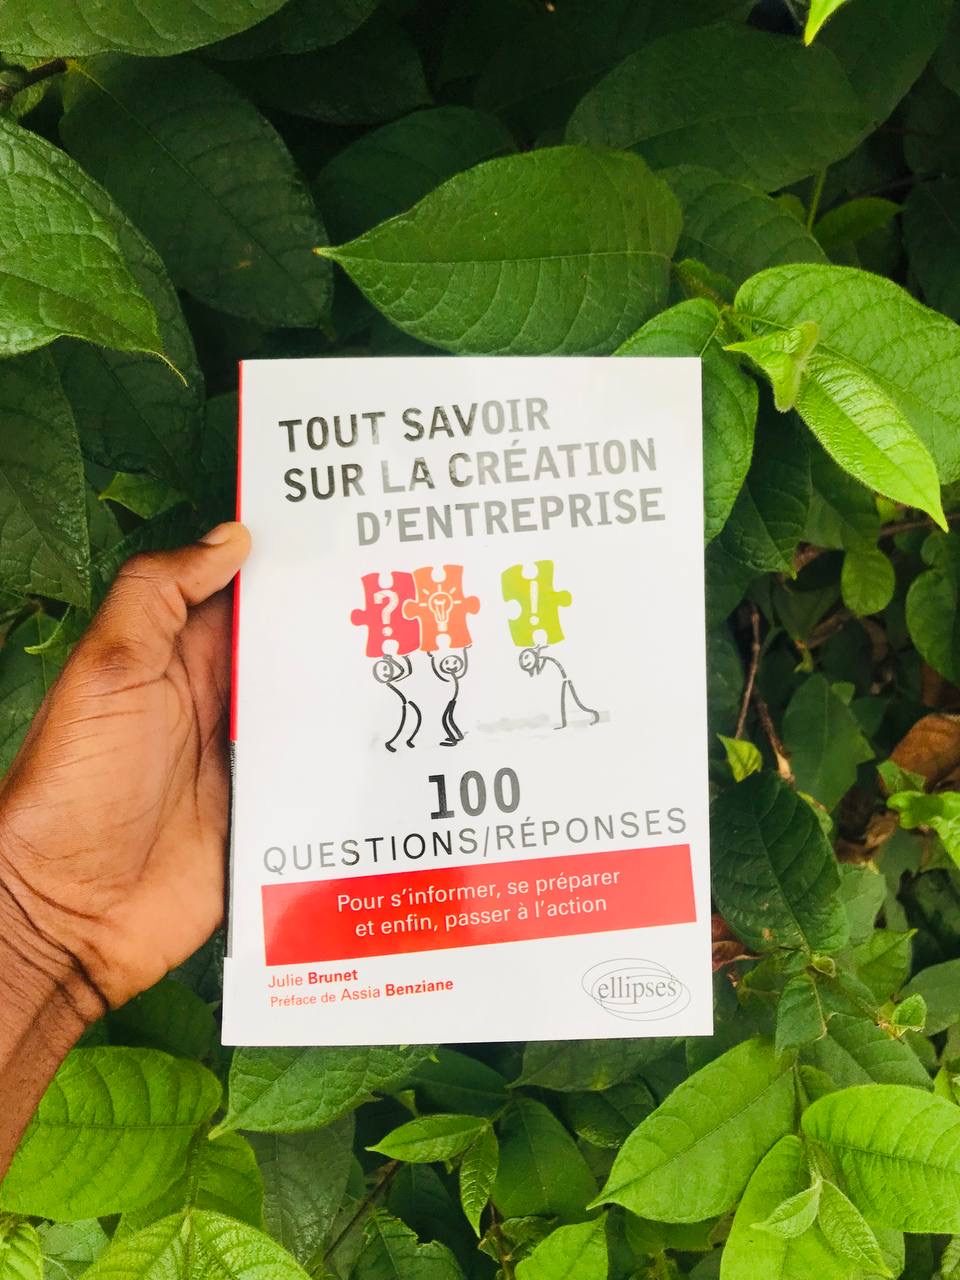 TOUT SAVOIR
SUR LA CRÉATION
D'ENTREPRISE
?
!
100
QUESTIONS/RÉPONSES
Pour s'informer, se préparer
et enfin, passer à l'action
Julie Brunet
Préface de Assia Benziane
ellipses